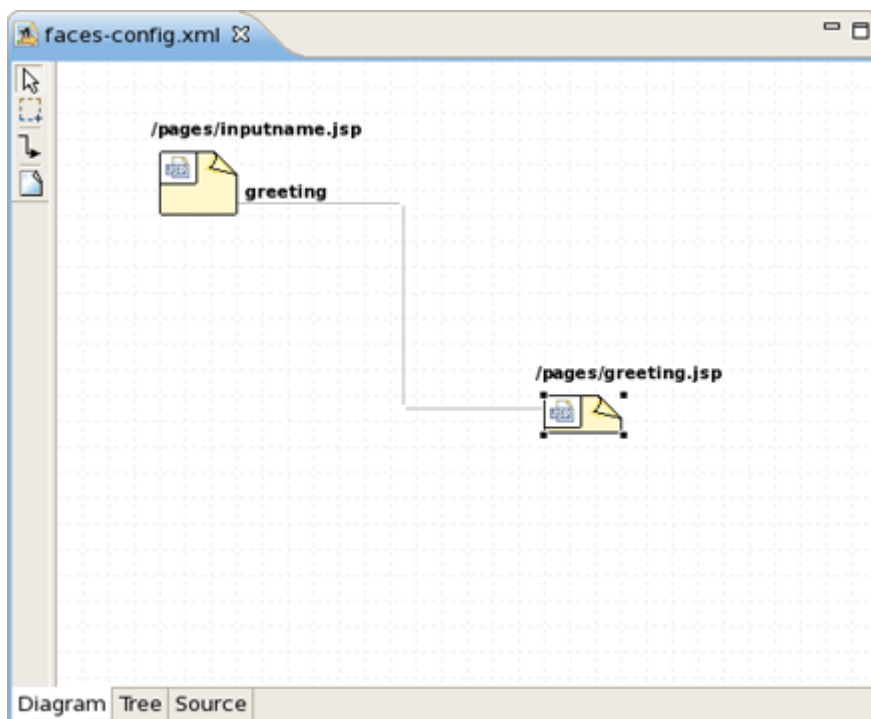 faces-config.xml
/pages/inputname.jsp
greeting
/pages/greeting.jsp
Diagram Tree Source